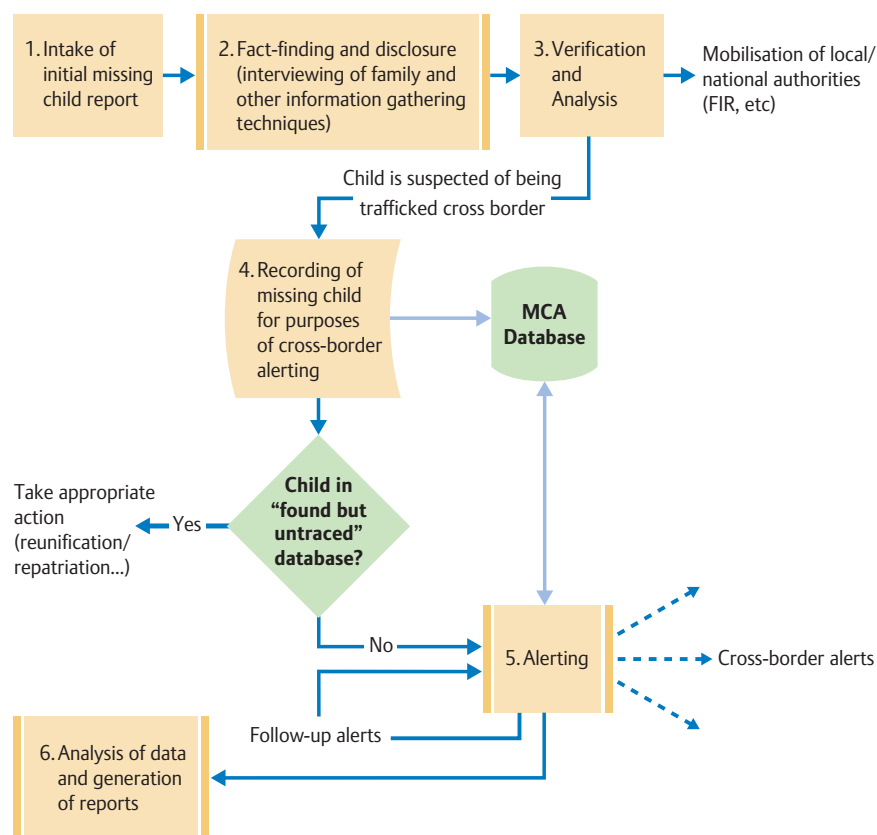 1. Intake of
initial missing
child report
2. Fact-finding and disclosure
(interviewing of family and
other information gathering
techniques)
3. Verification
and
Analysis
Mobilisation of local/
national authorities
(FIR, etc)
Child is suspected of being
trafficked cross border
4. Recording of
missing child
for purposes
of cross-border
alerting
MCA
Database
Child in
“found but
untraced”
database?
Yes
Take appropriate
action
(reunification/
repatriation...)
No
5. Alerting
Cross-border alerts
Follow-up alerts
6. Analysis of data
and generation
of reports